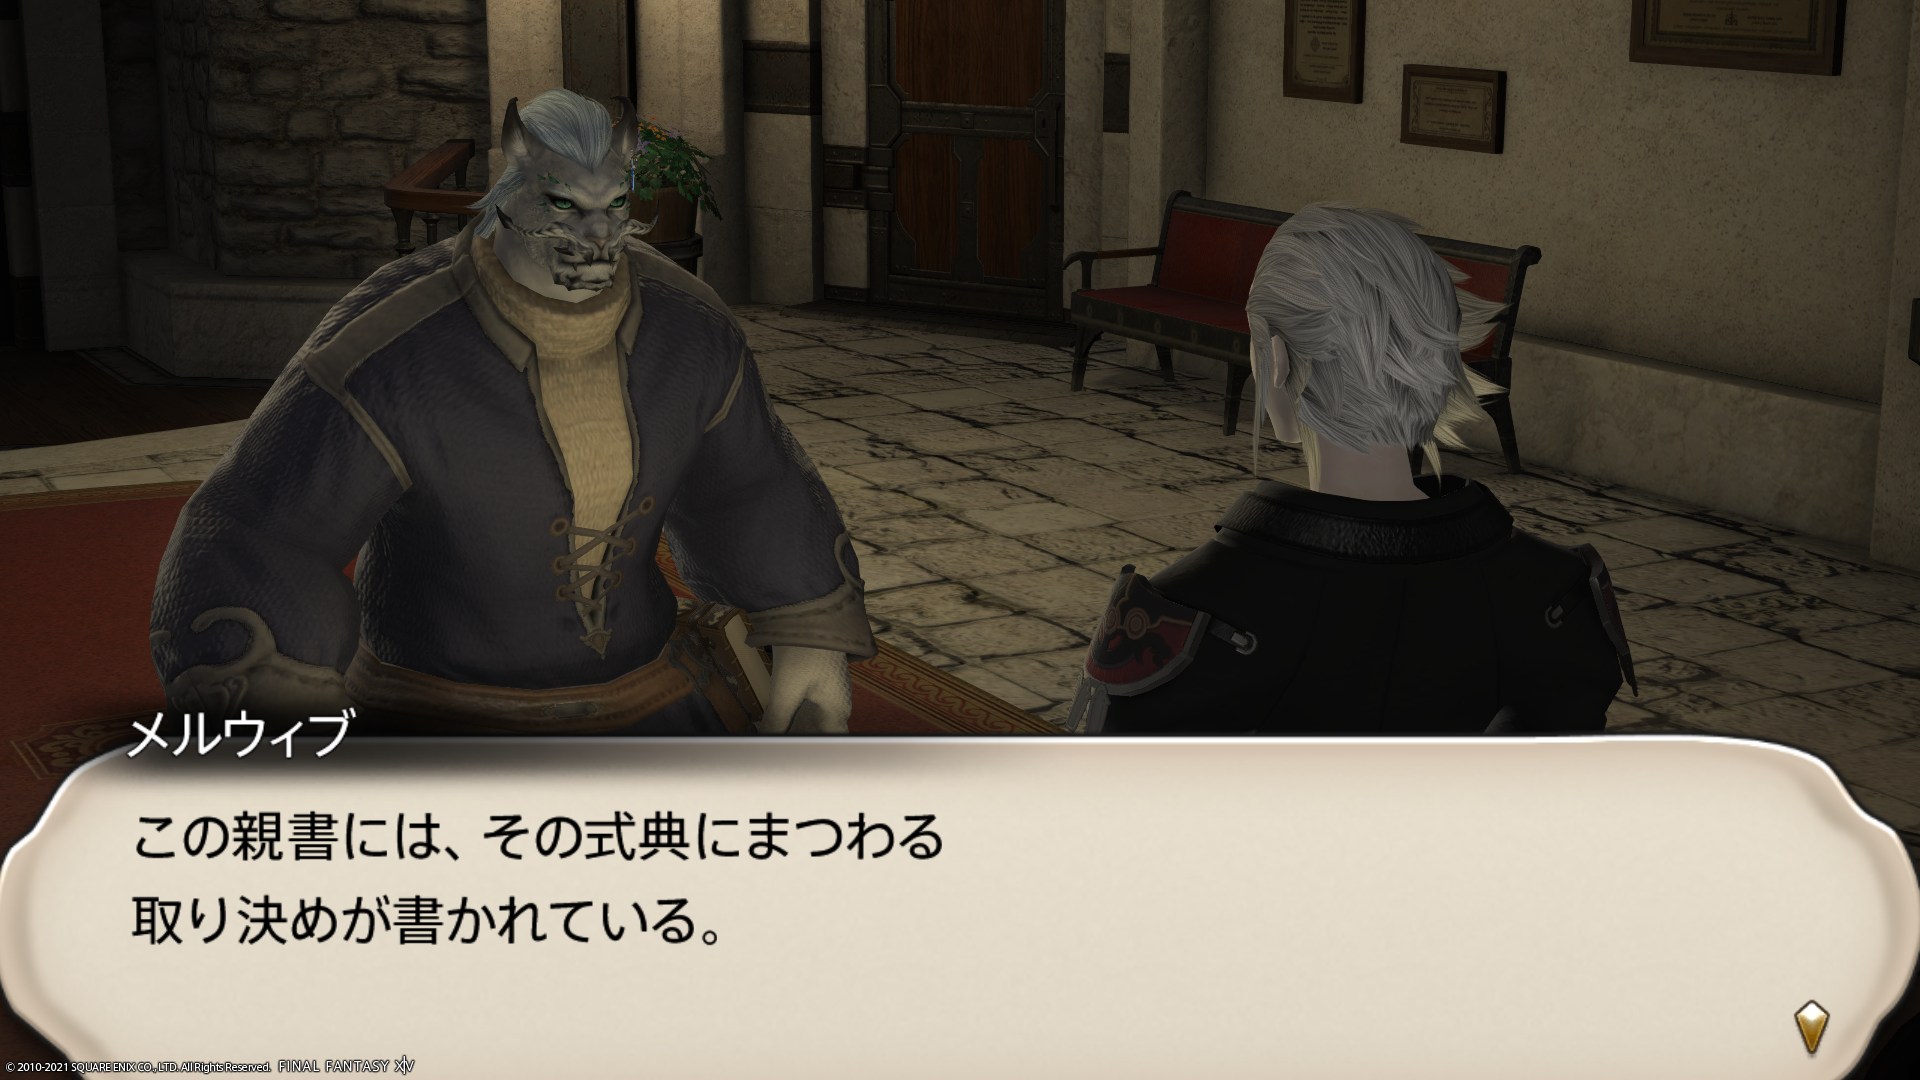 メルウィブ
この親書には、その式典にまつわる
取り決めが書かれている。
© 2010-2021 SQUARE ENIX CO., LTD. All Rights Reserved. FINAL FANTASY XIV